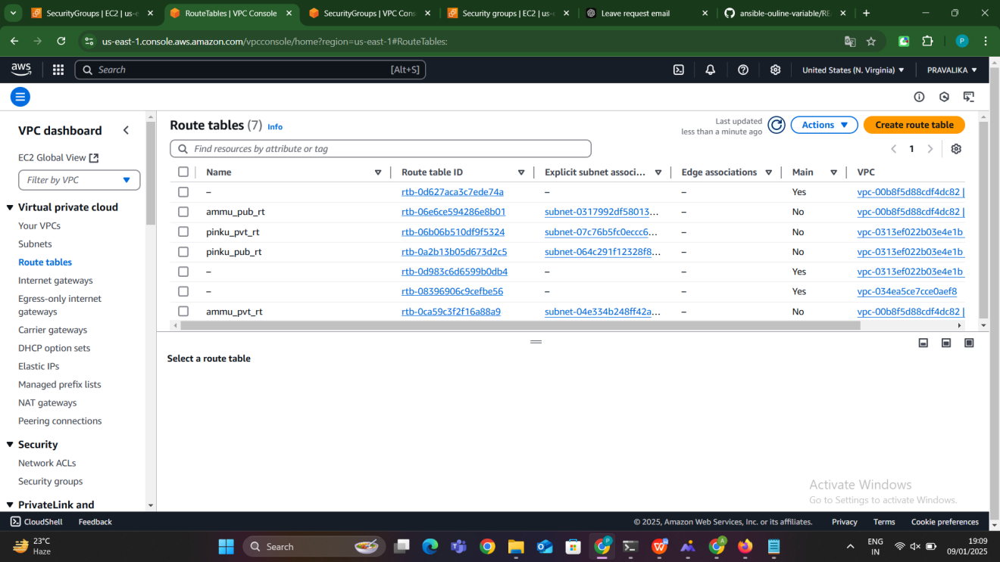 SecurityGroups | EC2 | us-e
RouteTables | VPC Console
SecurityGroups | VPC Cons
Security groups | EC2 | us-e
Leave request email
ansible-ouline-variable/RE
us-east-1.console.aws.amazon.com/vpcconsole/home?region=us-east-1#RouteTables:
P
aws
Search
[Alt+S]
United States (N. Virginia)
PRAVALIKA
VPC dashboard
EC2 Global View
Filter by VPC
Virtual private cloud
Your VPCs
Subnets
Route tables
Internet gateways
Egress-only internet
gateways
Carrier gateways
DHCP option sets
Elastic IPs
Managed prefix lists
NAT gateways
Peering connections
Security
Network ACLs
Security groups
PrivateLink and
Route tables (7) Info
Last updated
less than a minute ago
Actions
Create route table
Find resources by attribute or tag
1
Name Route table ID Explicit subnet associ... Edge associations Main VPC
– rtb-0d627aca3c7ede74a – – Yes vpc-00b8f5d88cdf4dc82 |
ammu_pub_rt rtb-06e6ce594286e8b01 subnet-0317992df58013... – No vpc-00b8f5d88cdf4dc82 |
pinku_pvt_rt rtb-06b06b510df9f5324 subnet-07c76b5fc0eccc6... – No vpc-0313ef022b03e4e1b
pinku_pub_rt rtb-0a2b13b05d673d2c5 subnet-064c291f12328f8... – No vpc-0313ef022b03e4e1b
– rtb-0d983c6d6599b0db4 – – Yes vpc-0313ef022b03e4e1b
– rtb-08396906c9cefbe56 – – Yes vpc-034ea5ce7cce0aef8
ammu_pvt_rt rtb-0ca59c3f2f16a88a9 subnet-04e334b248ff42a... – No vpc-00b8f5d88cdf4dc82 |
Select a route table
Activate Windows
Go to Settings to activate Windows.
CloudShell
Feedback
© 2025, Amazon Web Services, Inc. or its affiliates.
Privacy
Terms
Cookie preferences
23°C
Haze
Search
ENG
IN
19:09
09/01/2025